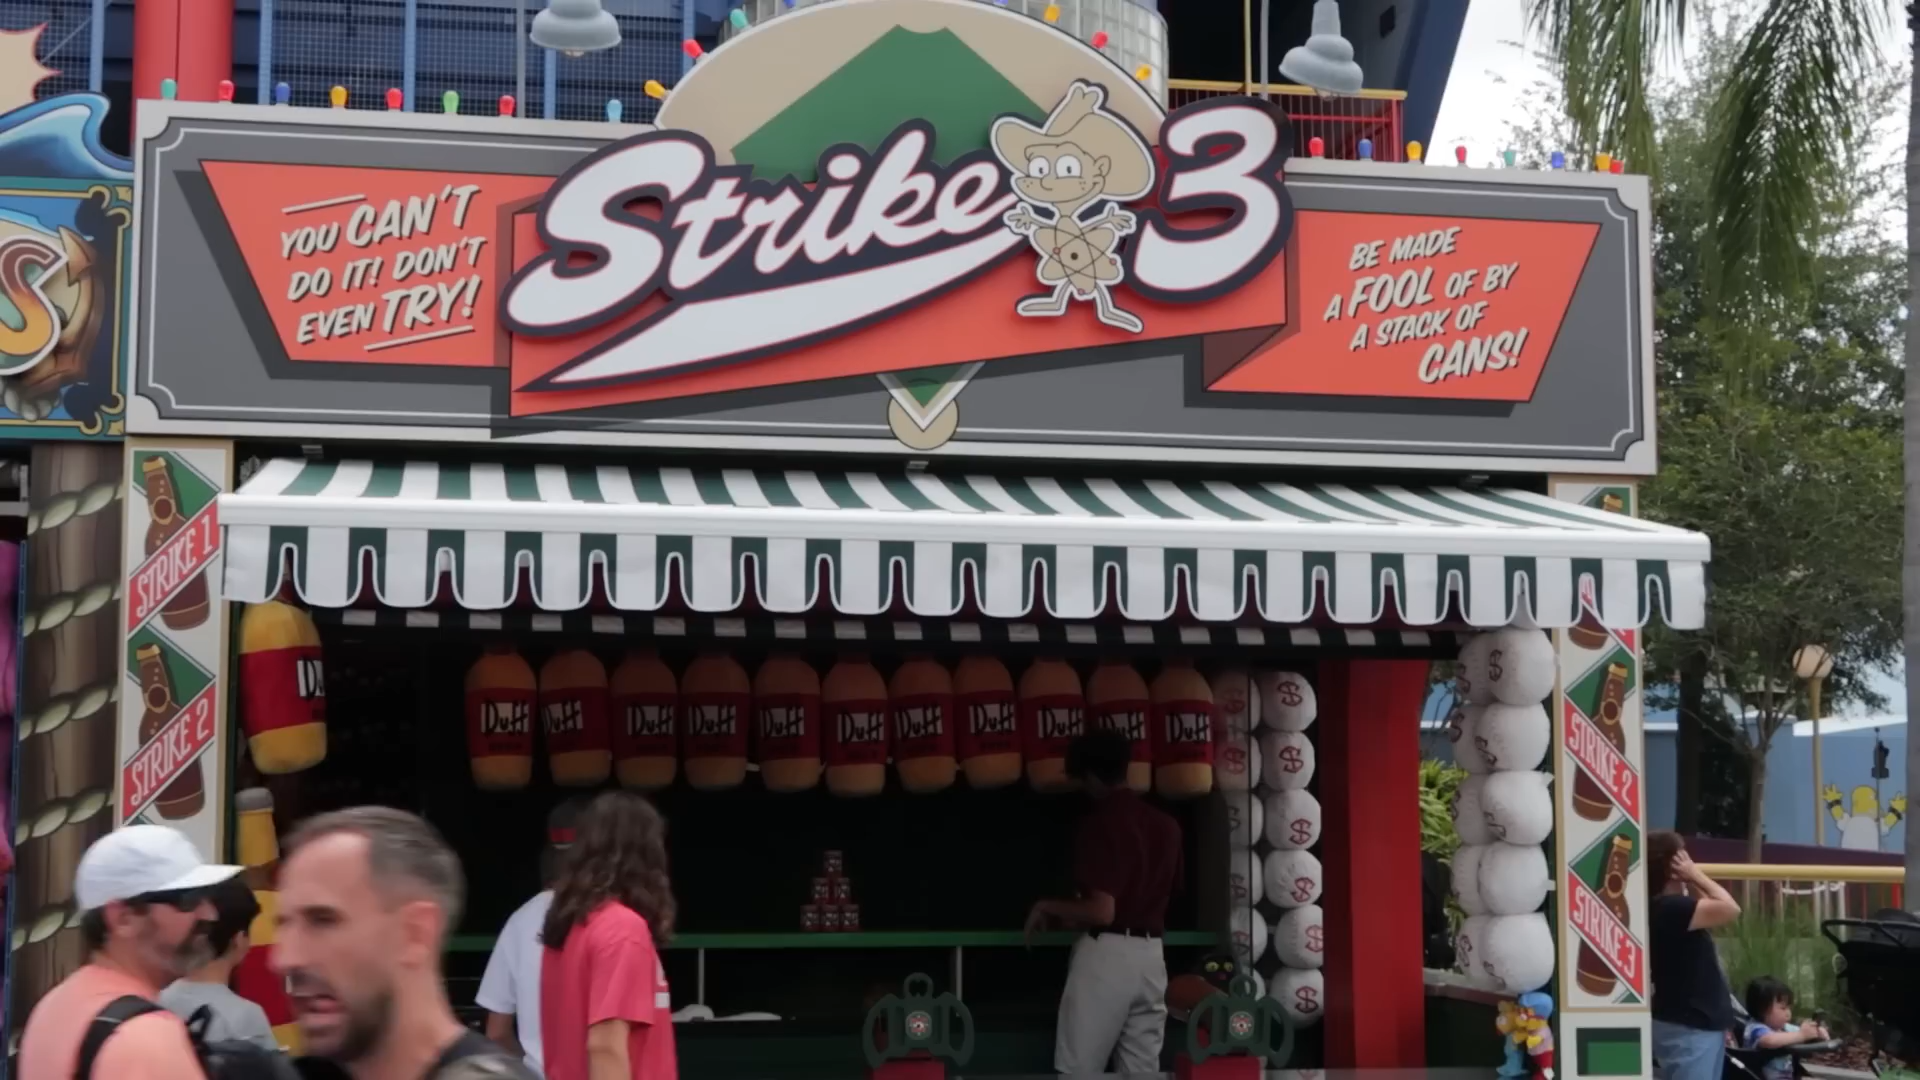 Strike 3
YOU CAN'T
DO IT! DON'T
EVEN TRY!
BE MADE
A FOOL OF BY
A STACK OF
CANS!
STRIKE 1
STRIKE 2
STRIKE 2
STRIKE 3
Duff
Duff
Duff
Duff
Duff
Duff
Duff
Duff
Duff
Duff
Duff